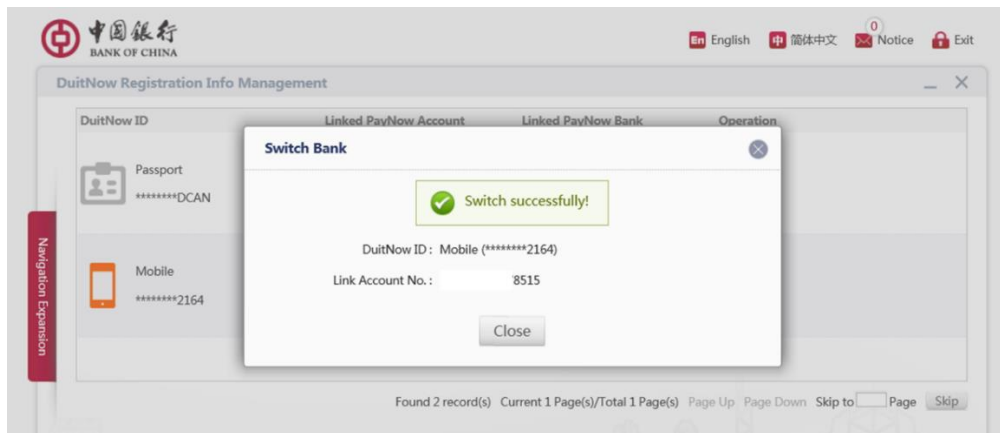 中国银行
BANK OF CHINA
En English 中 简体中文 0 Notice Exit
DuitNow Registration Info Management
DuitNow ID Linked PayNow Account Linked PayNow Bank Operation
Switch Bank
Passport
********DCAN
Switch successfully!
DuitNow ID : Mobile (********2164)
Link Account No. : 8515
Mobile
********2164
Close
Navigation Expansion
Found 2 record(s) Current 1 Page(s)/Total 1 Page(s) Page Up Page Down Skip to Page Skip